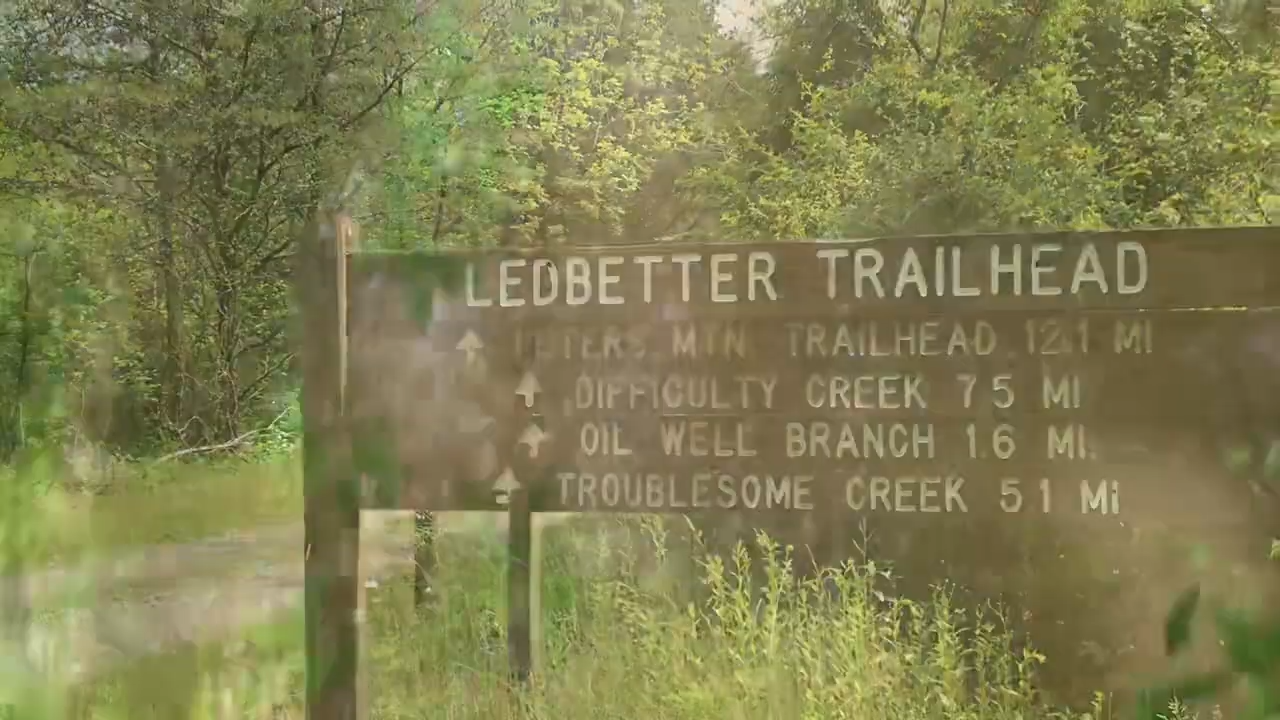 LEDBETTER TRAILHEAD
MTN TRAILHEAD 12.1 MI
DIFFICULTY CREEK 7 5 MI
OIL WELL BRANCH 1.6 MI.
TROUBLESOME CREEK 5 1 Mi